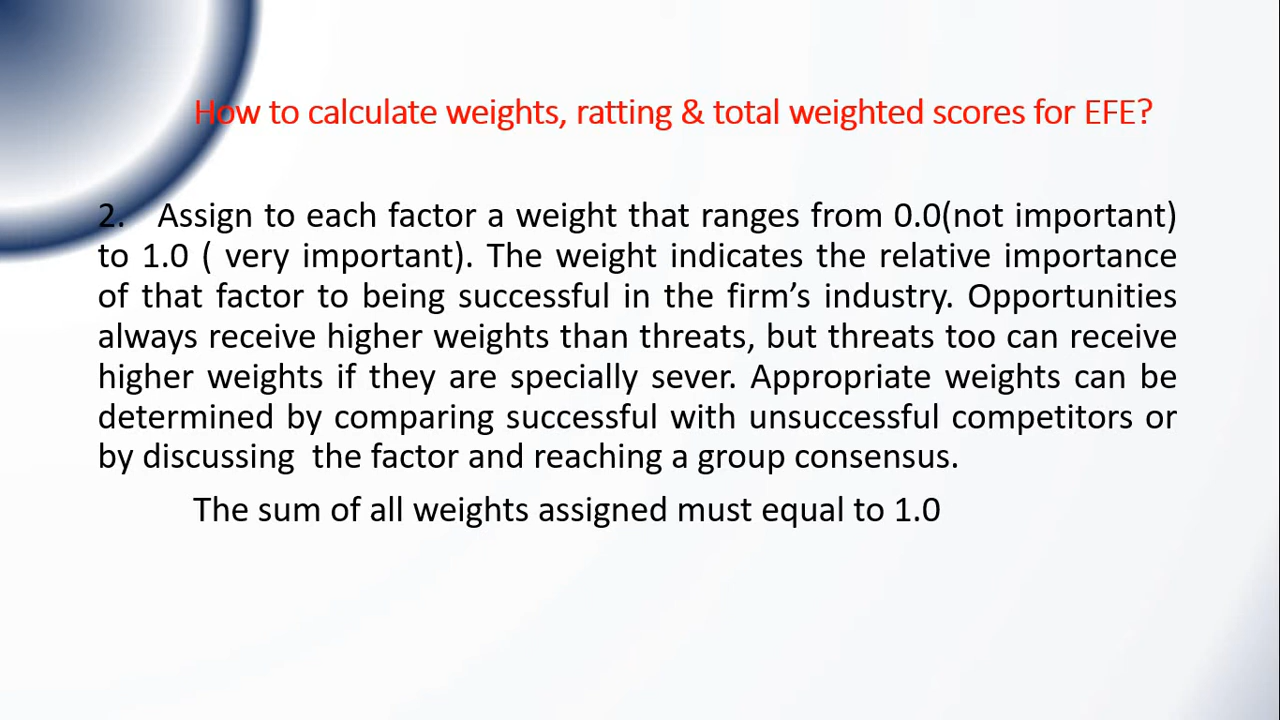 How to calculate weights, ratting & total weighted scores for EFE?
2. Assign to each factor a weight that ranges from 0.0(not important)
to 1.0 ( very important). The weight indicates the relative importance
of that factor to being successful in the firm’s industry. Opportunities
always receive higher weights than threats, but threats too can receive
higher weights if they are specially sever. Appropriate weights can be
determined by comparing successful with unsuccessful competitors or
by discussing the factor and reaching a group consensus.
The sum of all weights assigned must equal to 1.0